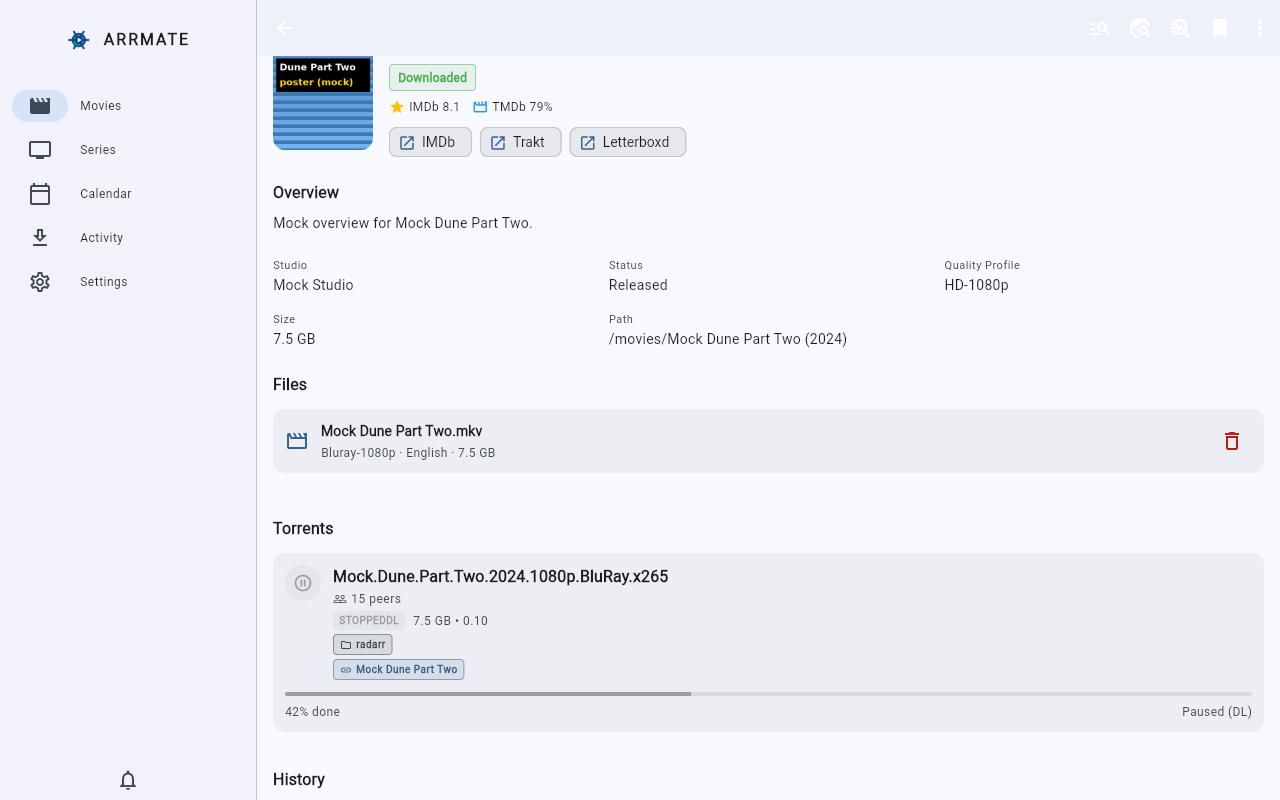 ARRMATE
Movies
Series
Calendar
Activity
Settings
Dune Part Two
poster (mock)
Downloaded
IMDb 8.1 TMDb 79%
IMDb Trakt Letterboxd
Overview
Mock overview for Mock Dune Part Two.
Studio Status Quality Profile
Mock Studio Released HD-1080p
Size Path
7.5 GB /movies/Mock Dune Part Two (2024)
Files
Mock Dune Part Two.mkv
Bluray-1080p · English · 7.5 GB
Torrents
Mock.Dune.Part.Two.2024.1080p.BluRay.x265
15 peers
STOPPEDDL 7.5 GB • 0.10
radarr
Mock Dune Part Two
42% done Paused (DL)
History